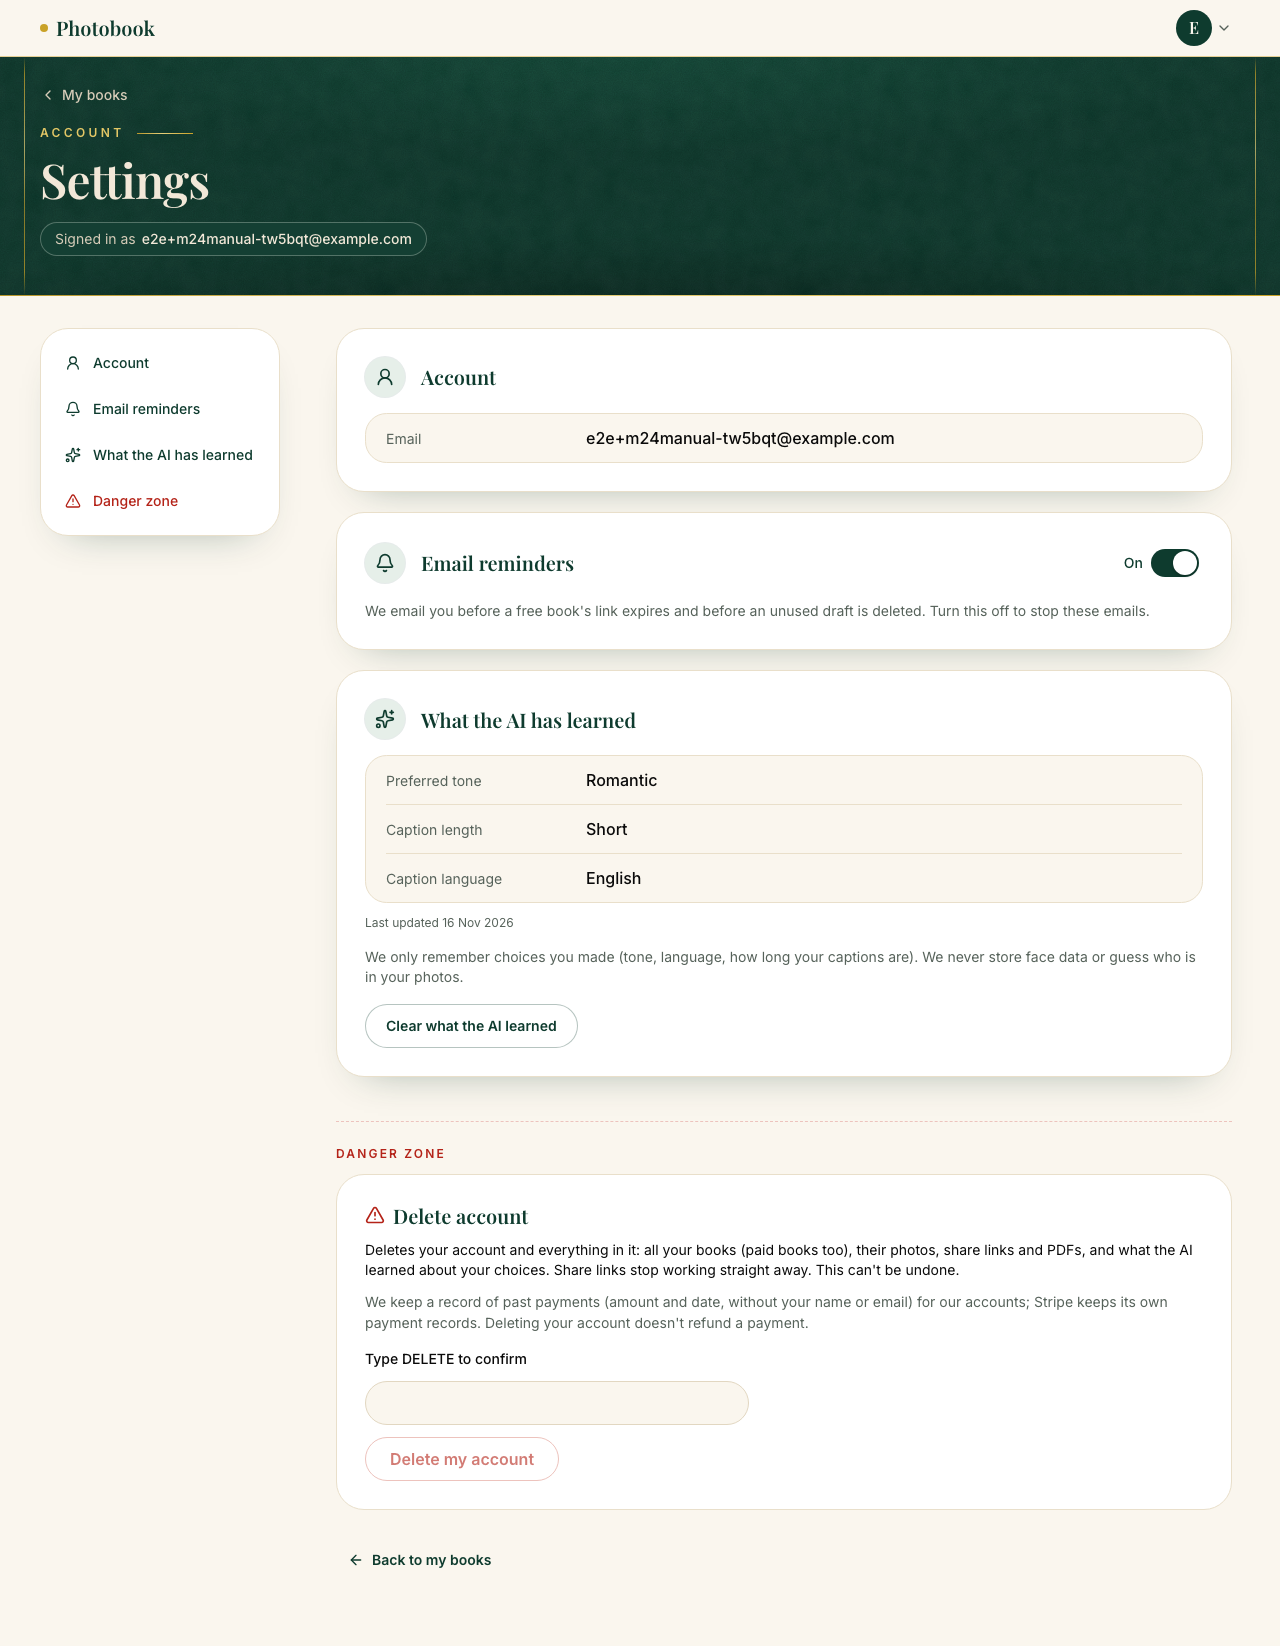 Photobook
E
My books
ACCOUNT
Settings
Signed in as e2e+m24manual-tw5bqt@example.com
Account
Email reminders
What the AI has learned
Danger zone
Account
Email e2e+m24manual-tw5bqt@example.com
Email reminders
On
We email you before a free book's link expires and before an unused draft is deleted. Turn this off to stop these emails.
What the AI has learned
Preferred tone Romantic
Caption length Short
Caption language English
Last updated 16 Nov 2026
We only remember choices you made (tone, language, how long your captions are). We never store face data or guess who is
in your photos.
Clear what the AI learned
DANGER ZONE
Delete account
Deletes your account and everything in it: all your books (paid books too), their photos, share links and PDFs, and what the AI
learned about your choices. Share links stop working straight away. This can't be undone.
We keep a record of past payments (amount and date, without your name or email) for our accounts; Stripe keeps its own
payment records. Deleting your account doesn't refund a payment.
Type DELETE to confirm
Delete my account
Back to my books